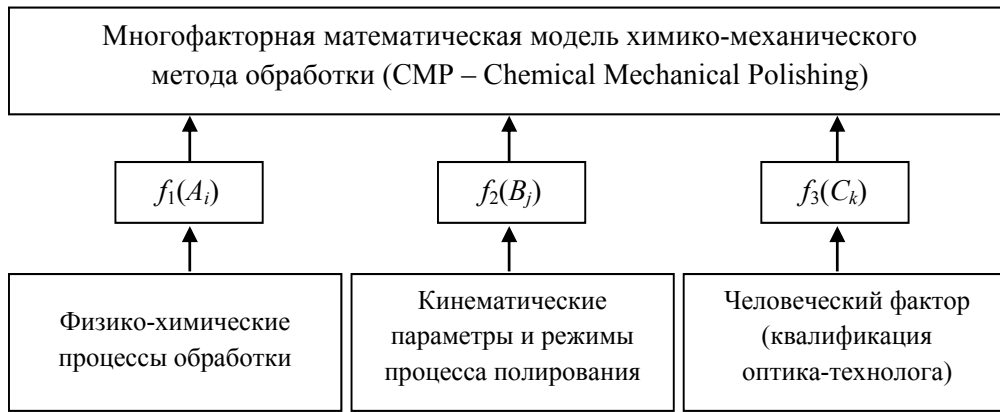 Многофакторная математическая модель химико-механического
метода обработки (CMP – Chemical Mechanical Polishing)
f1(Ai)
f2(Bj)
f3(Ck)
Физико-химические
процессы обработки
Кинематические
параметры и режимы
процесса полирования
Человеческий фактор
(квалификация
оптика-технолога)